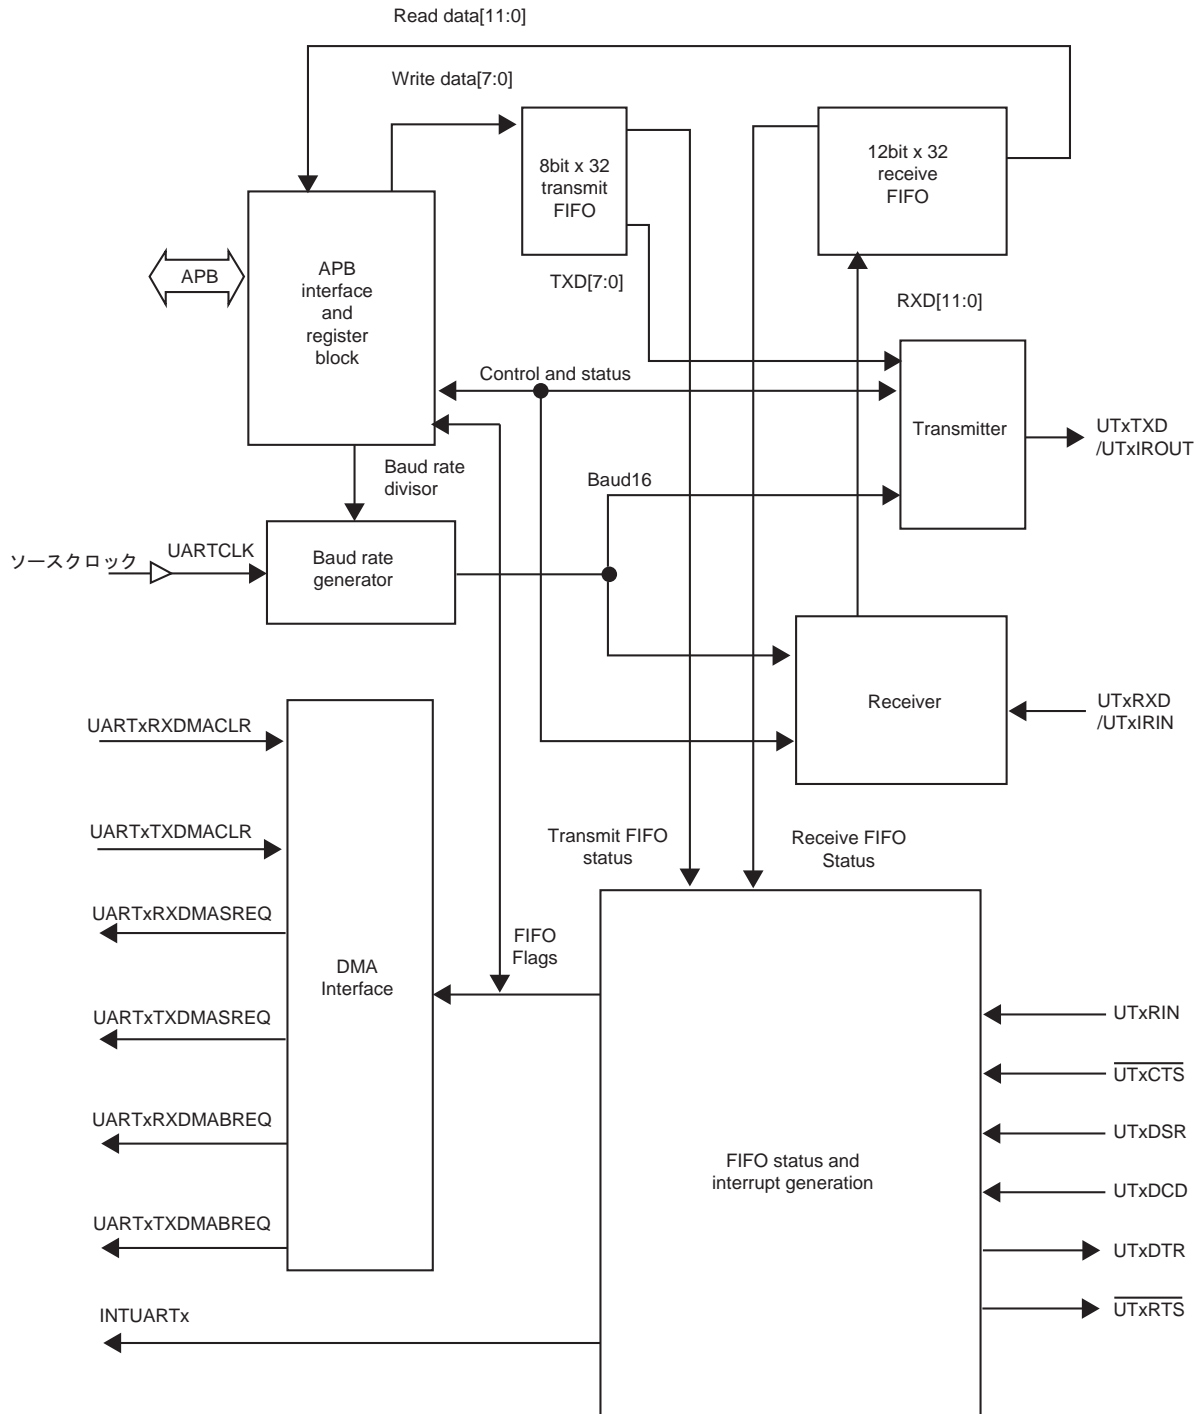 Read data[11:0]
Write data[7:0]
8bit x 32
transmit
FIFO
12bit x 32
receive
FIFO
APB
APB
interface
and
register
block
TXD[7:0]
RXD[11:0]
Control and status
Transmitter
UTxTXD
/UTxIROUT
Baud rate
divisor
Baud16
ソースクロック
UARTCLK
Baud rate
generator
Receiver
UTxRXD
/UTxIRIN
UARTxRXDMACLR
UARTxTXDMACLR
Transmit FIFO
status
Receive FIFO
Status
UARTxRXDMASREQ
FIFO
Flags
DMA
Interface
UARTxTXDMASREQ
UTxRIN
UTxCTS
UARTxRXDMABREQ
UTxDSR
FIFO status and
interrupt generation
UTxDCD
UARTxTXDMABREQ
UTxDTR
UTxRTS
INTUARTx